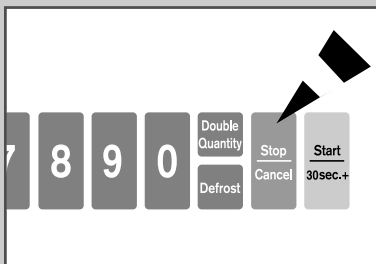 7 8 9 0
Double
Quantity
Defrost
Stop
Cancel
Start
30sec.+